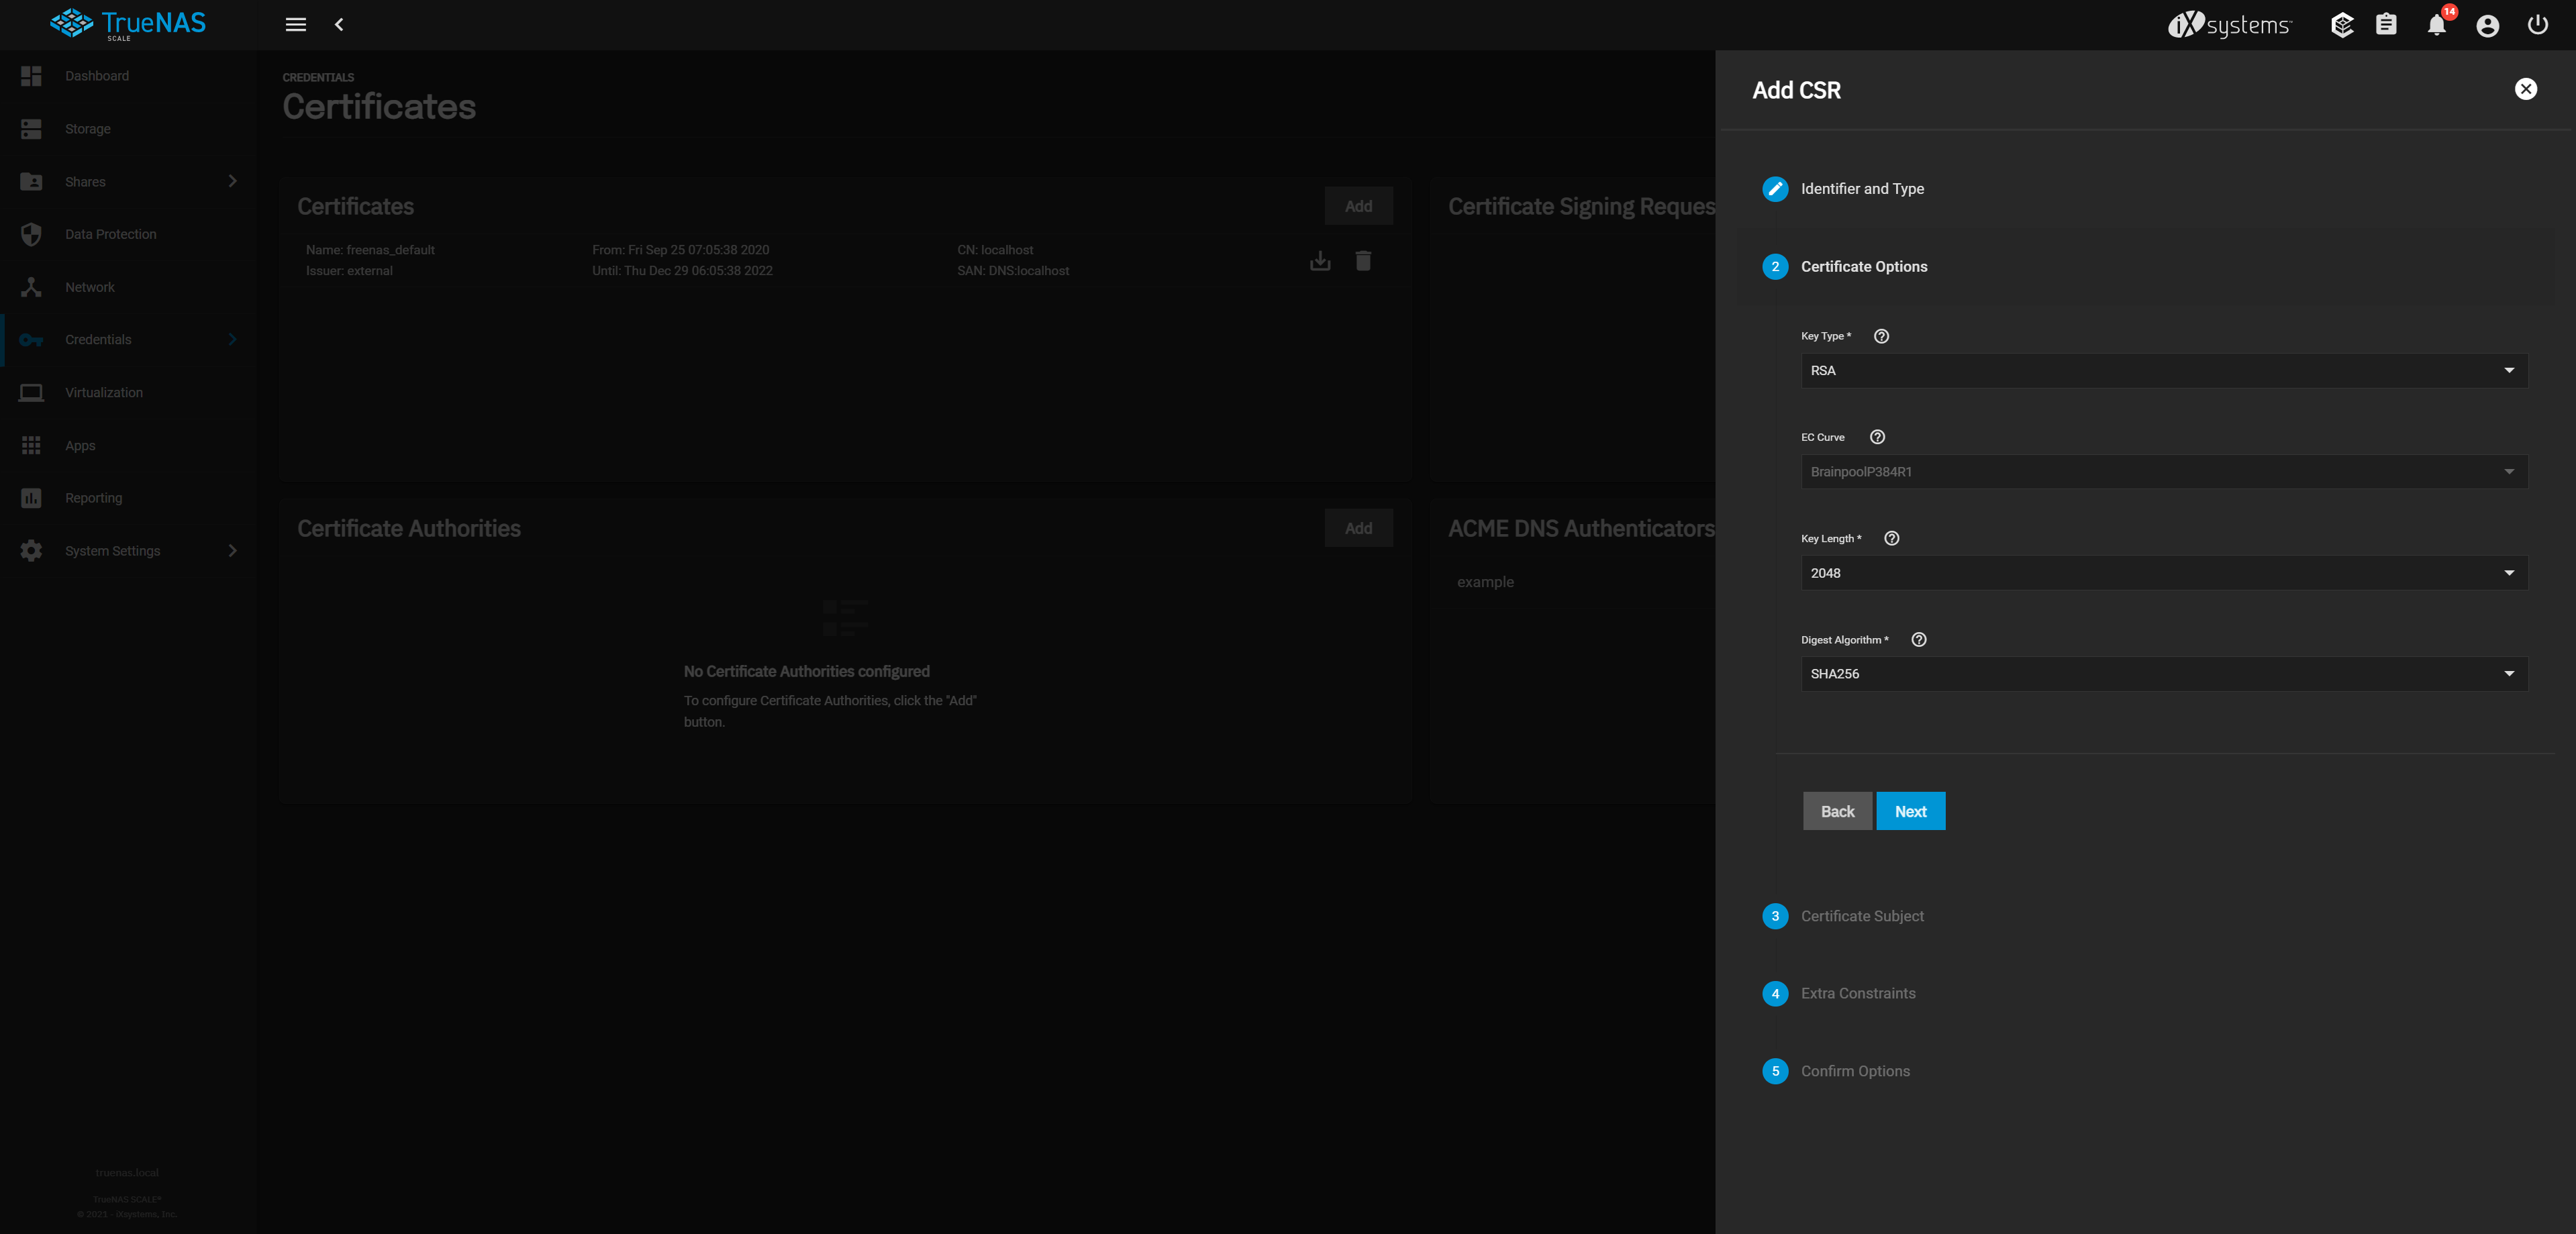 TrueNAS
SCALE
iXsystems
14
Dashboard
Storage
Shares
Data Protection
Network
Credentials
Virtualization
Apps
Reporting
System Settings
truenas.local
TrueNAS SCALE®
© 2021 - iXsystems, Inc.
CREDENTIALS
Certificates
Certificates
Add
Name: freenas_default
From: Fri Sep 25 07:05:38 2020
CN: localhost
Issuer: external
Until: Thu Dec 29 06:05:38 2022
SAN: DNS:localhost
Certificate Signing Reques
Certificate Authorities
Add
No Certificate Authorities configured
To configure Certificate Authorities, click the "Add"
button.
ACME DNS Authenticators
example
Add CSR
Identifier and Type
2 Certificate Options
Key Type *
RSA
EC Curve
BrainpoolP384R1
Key Length *
2048
Digest Algorithm *
SHA256
Back
Next
3 Certificate Subject
4 Extra Constraints
5 Confirm Options